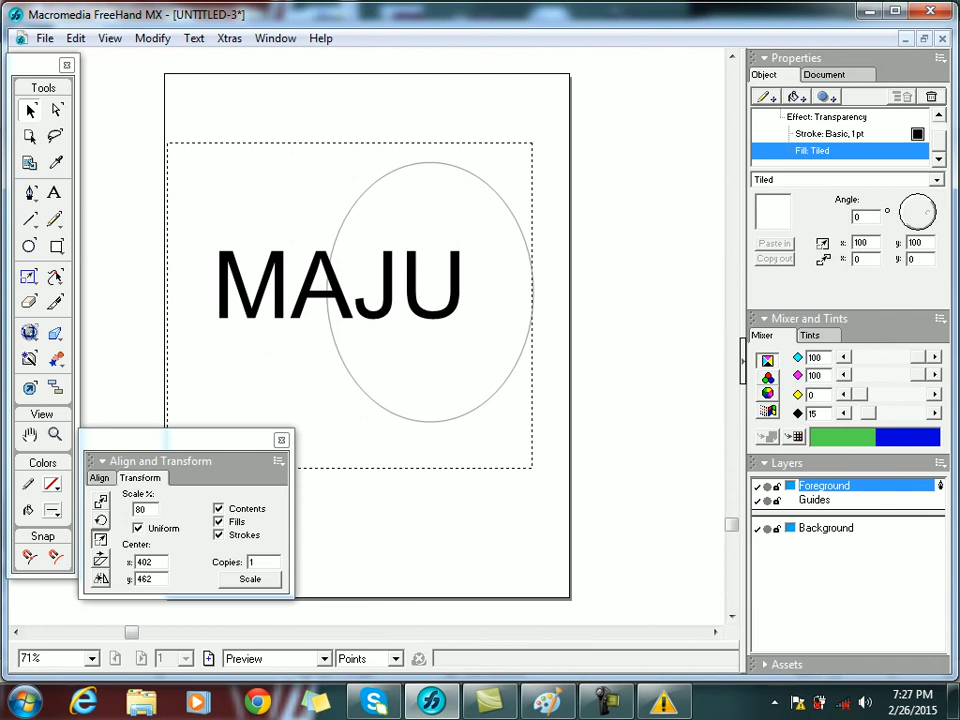 Macromedia FreeHand MX - [UNTITLED-3*]
File Edit View Modify Text Xtras Window Help
Tools
View
Colors
Snap
MAJU
Align and Transform
Align Transform
Scale %:
80
Uniform
Contents
Fills
Strokes
Center:
x: 402
y: 462
Copies: 1
Scale
Properties
Object Document
Effect: Transparency
Stroke: Basic, 1pt
Fill: Tiled
Tiled
Angle:
0 °
Paste in
Copy out
x: 100 y: 100
x: 0 y: 0
Mixer and Tints
Mixer Tints
100
100
0
15
Layers
Foreground
Guides
Background
Assets
71% 1 Preview Points
7:27 PM
2/26/2015